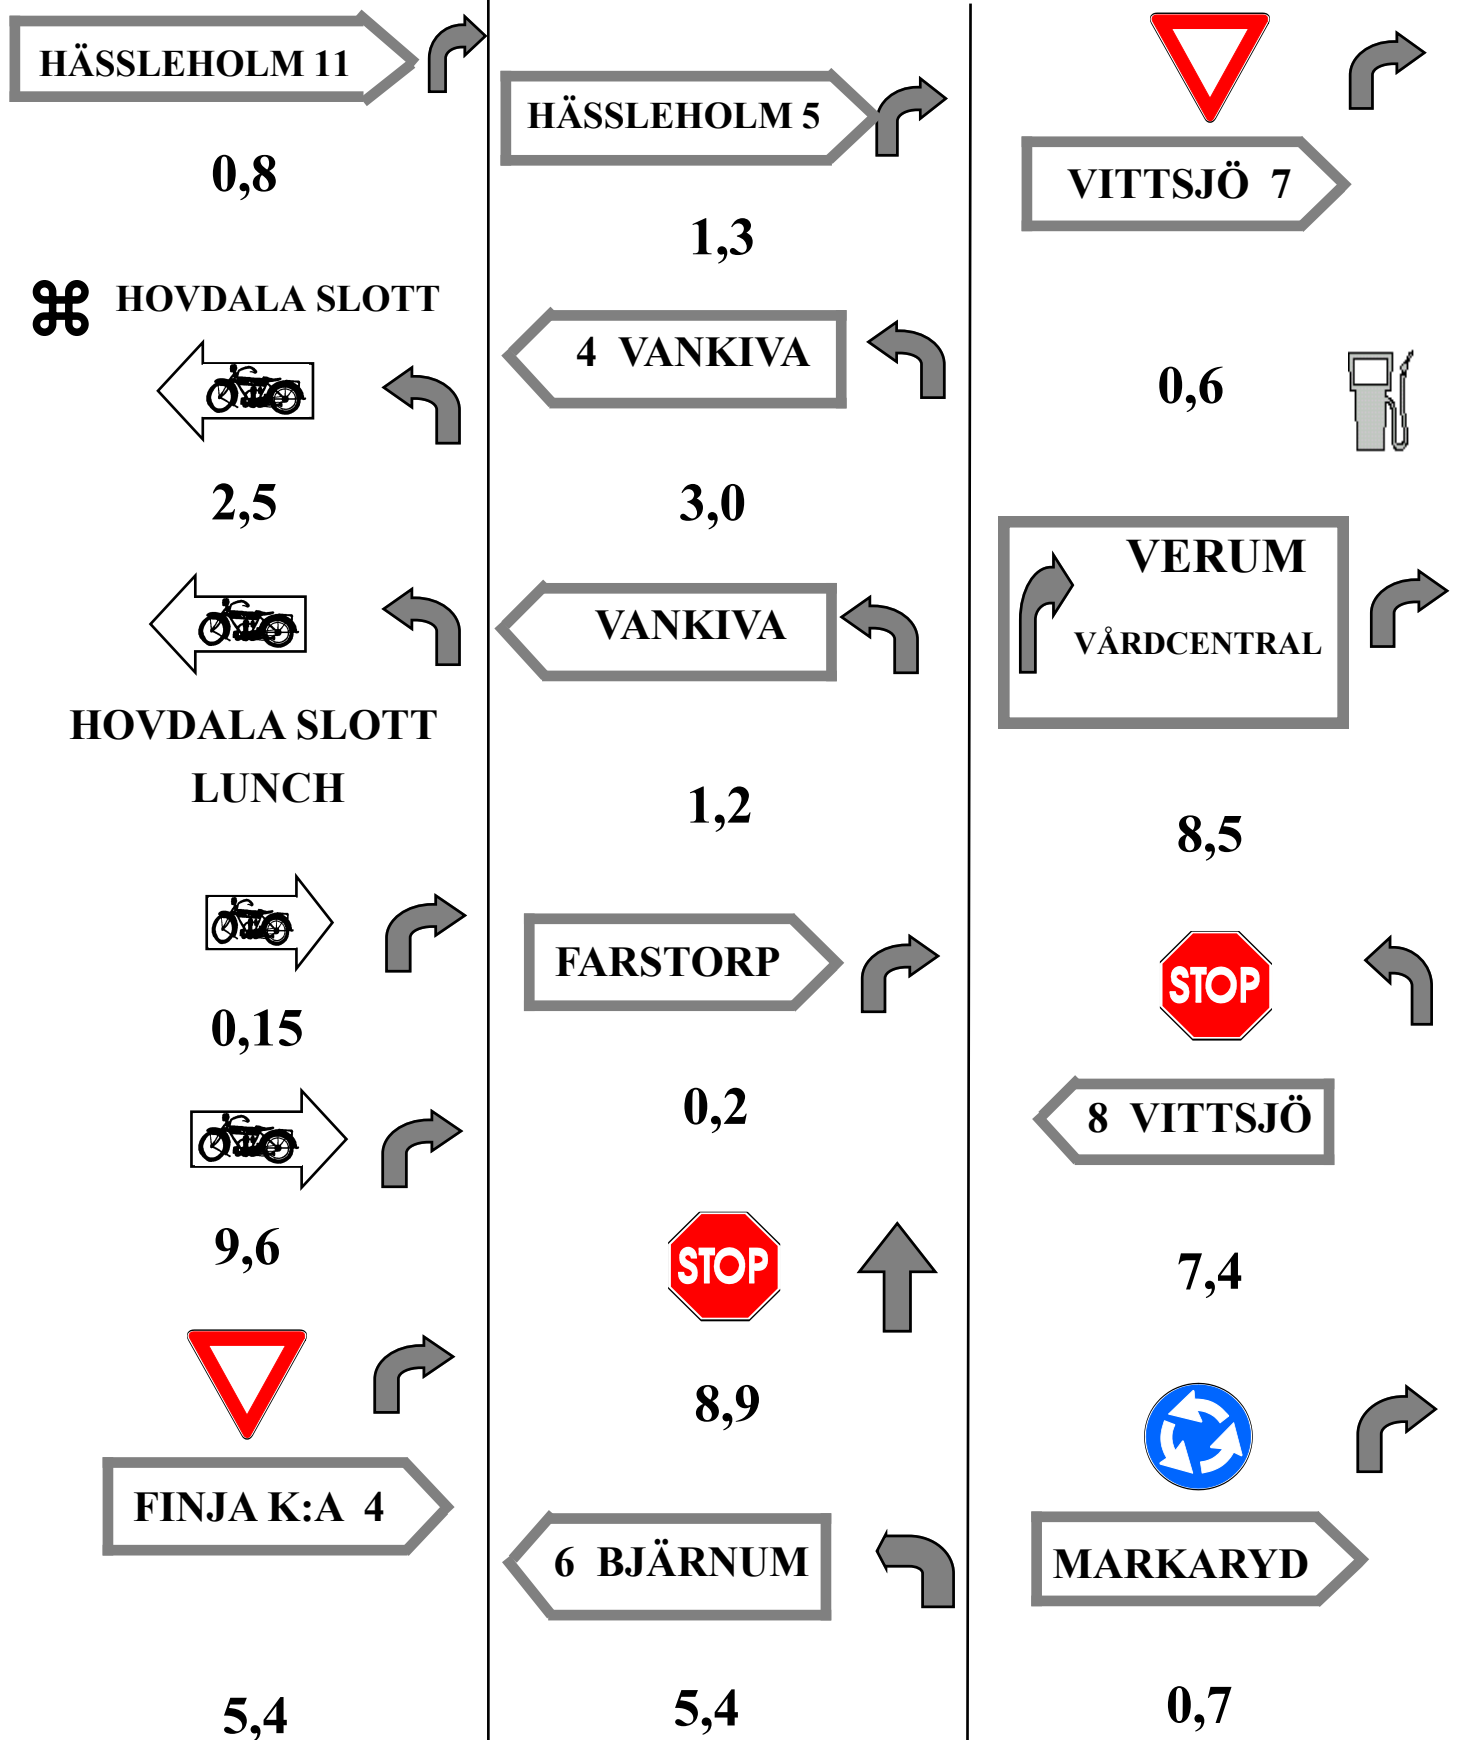 HÄSSLEHOLM 11
0,8
⌘ HOVDALA SLOTT
2,5
HOVDALA SLOTT
LUNCH
0,15
9,6
FINJA K:A 4
5,4
HÄSSLEHOLM 5
1,3
4 VANKIVA
3,0
VANKIVA
1,2
FARSTORP
0,2
STOP
8,9
6 BJÄRNUM
5,4
VITTSJÖ 7
0,6
VERUM
VÅRDCENTRAL
8,5
STOP
8 VITTSJÖ
7,4
MARKARYD
0,7